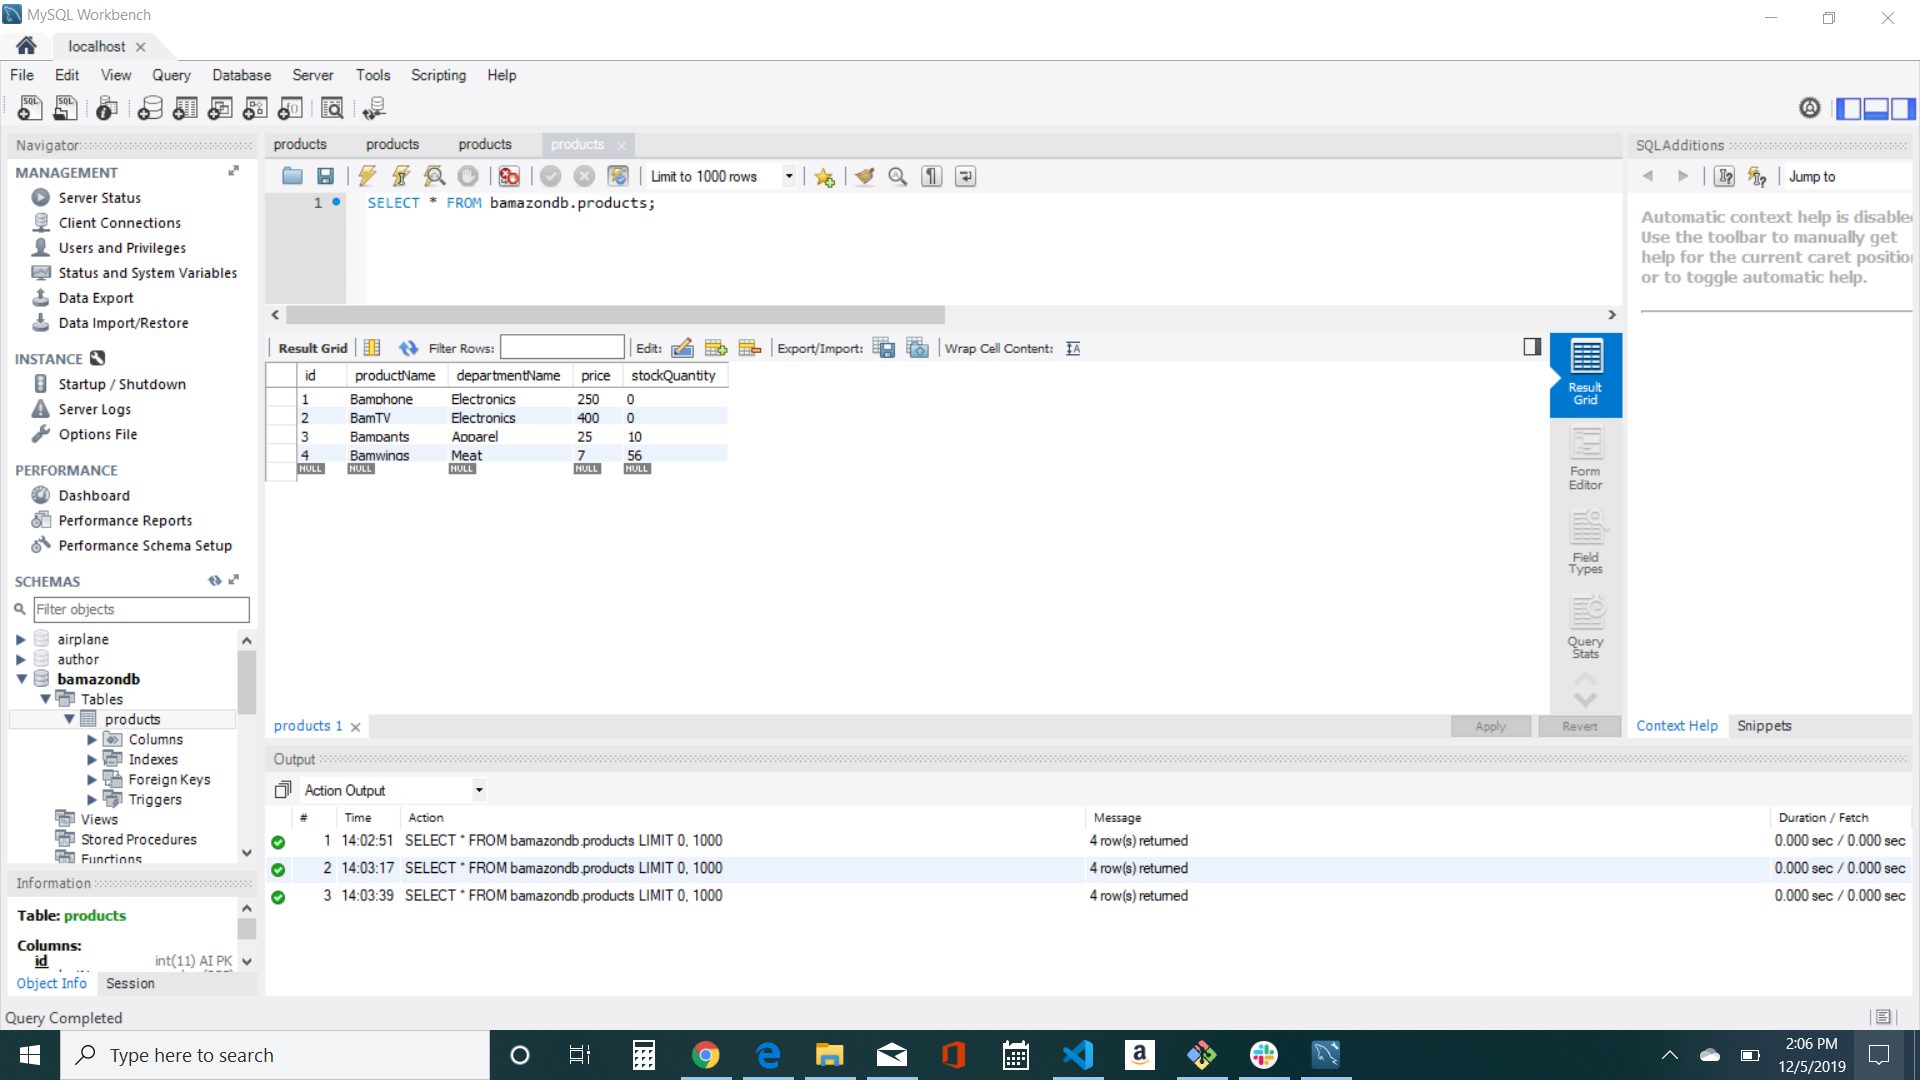 MySQL Workbench
localhost
File Edit View Query Database Server Tools Scripting Help
Navigator
MANAGEMENT
Server Status
Client Connections
Users and Privileges
Status and System Variables
Data Export
Data Import/Restore
INSTANCE
Startup / Shutdown
Server Logs
Options File
PERFORMANCE
Dashboard
Performance Reports
Performance Schema Setup
SCHEMAS
Filter objects
airplane
author
bamazondb
Tables
products
Columns
Indexes
Foreign Keys
Triggers
Views
Stored Procedures
Functions
Information
Table: products
Columns:
id int(11) AI PK
Object Info Session
Query Completed
products products products products
Limit to 1000 rows
1 SELECT * FROM bamazondb.products;
Result Grid Filter Rows: Edit: Export/Import: Wrap Cell Content:
id productName departmentName price stockQuantity
1 Bamphone Electronics 250 0
2 BamTV Electronics 400 0
3 Bampants Apparel 25 10
4 Bamwings Meat 7 56
NULL NULL NULL NULL NULL
Result
Grid
Form
Editor
Field
Types
Query
Stats
products 1 Apply Revert
SQLAdditions
Jump to
Automatic context help is disabled
Use the toolbar to manually get
help for the current caret position
or to toggle automatic help.
Context Help Snippets
Output
Action Output
# Time Action Message Duration / Fetch
1 14:02:51 SELECT * FROM bamazondb.products LIMIT 0, 1000 4 row(s) returned 0.000 sec / 0.000 sec
2 14:03:17 SELECT * FROM bamazondb.products LIMIT 0, 1000 4 row(s) returned 0.000 sec / 0.000 sec
3 14:03:39 SELECT * FROM bamazondb.products LIMIT 0, 1000 4 row(s) returned 0.000 sec / 0.000 sec
Type here to search
2:06 PM
12/5/2019